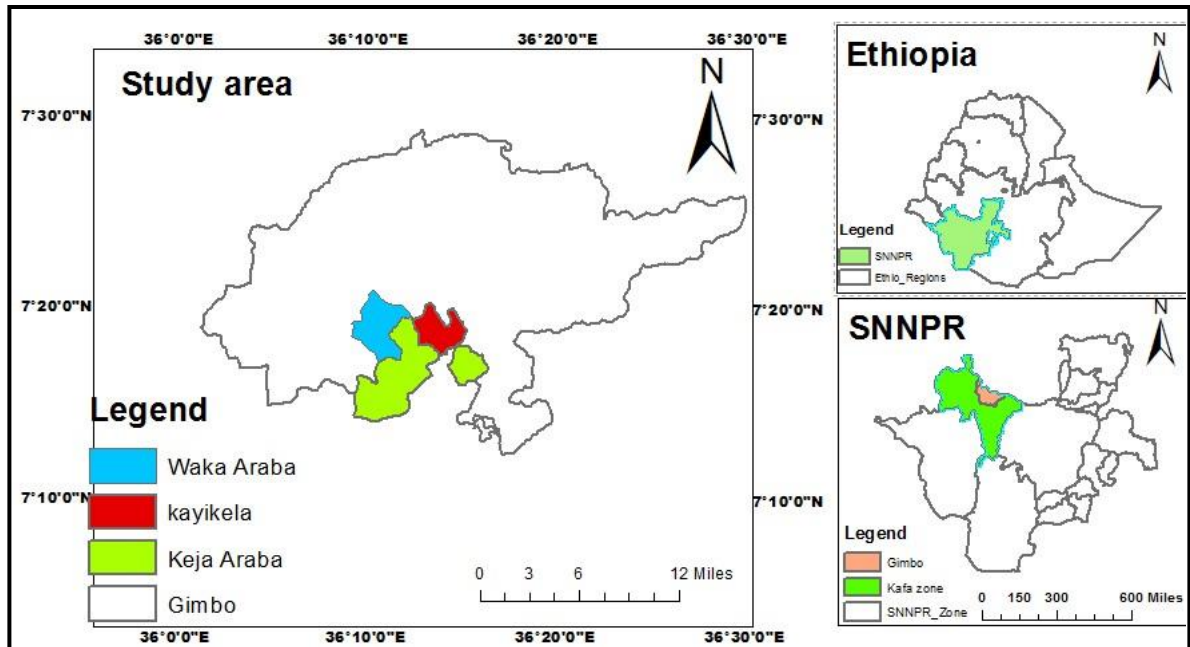 36°0'0"E 36°10'0"E 36°20'0"E 36°30'0"E
Study area
N
7°30'0"N 7°30'0"N
7°20'0"N 7°20'0"N
7°10'0"N 7°10'0"N
Legend
Waka Araba
kayikela
Keja Araba
Gimbo
0 3 6 12 Miles
36°0'0"E 36°10'0"E 36°20'0"E 36°30'0"E
Ethiopia
N
Legend
SNNPR
Ethio_Regions
SNNPR
N
Legend
Gimbo
Kafa zone
SNNPR_Zone
0 150 300 600 Miles